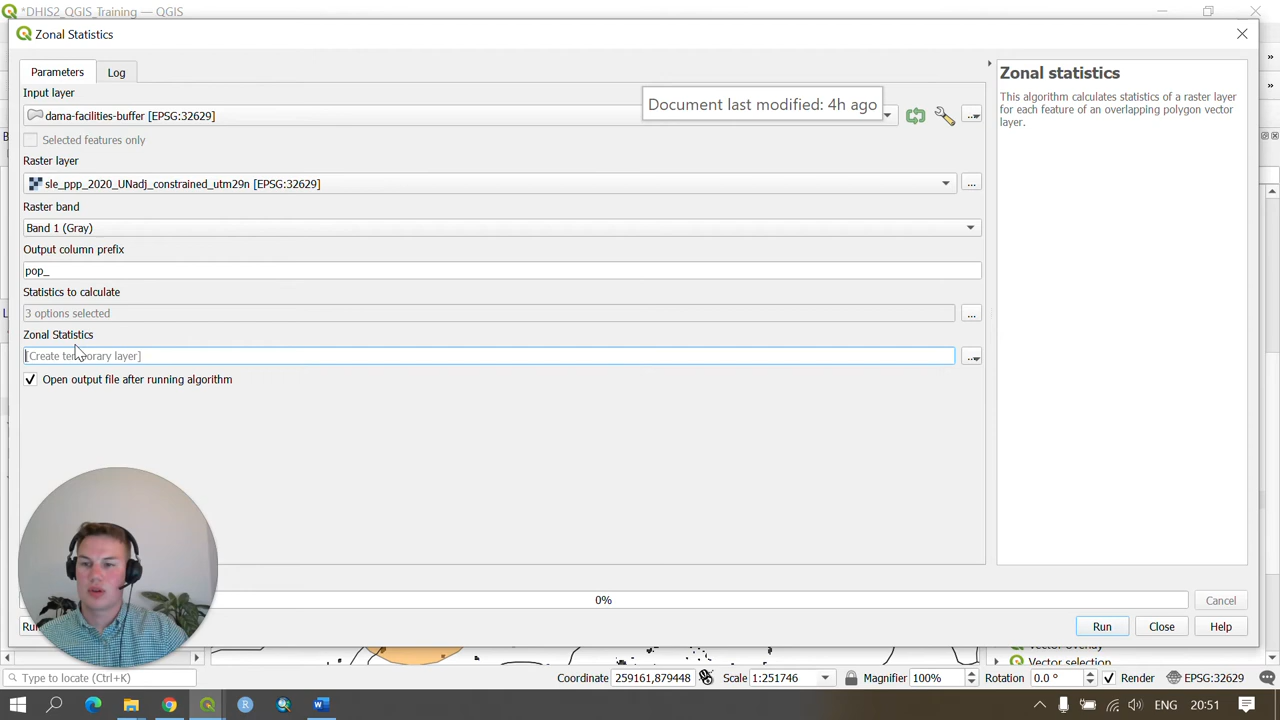 *DHIS2_QGIS_Training — QGIS
Zonal Statistics
Parameters
Log
Input layer
dama-facilities-buffer [EPSG:32629]
Document last modified: 4h ago
Selected features only
Raster layer
sle_ppp_2020_UNadj_constrained_utm29n [EPSG:32629]
Raster band
Band 1 (Gray)
Output column prefix
pop_
Statistics to calculate
3 options selected
Zonal Statistics
[Create temporary layer]
Open output file after running algorithm
Zonal statistics
This algorithm calculates statistics of a raster layer
for each feature of an overlapping polygon vector
layer.
0%
Cancel
Run
Close
Help
Vector selection
Type to locate (Ctrl+K)
Coordinate 259161,879448
Scale 1:251746
Magnifier 100%
Rotation 0.0 °
Render
EPSG:32629
ENG
20:51